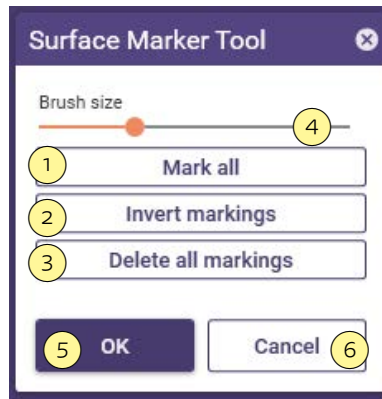 Surface Marker Tool
Brush size
4
1 Mark all
2 Invert markings
3 Delete all markings
5 OK Cancel 6